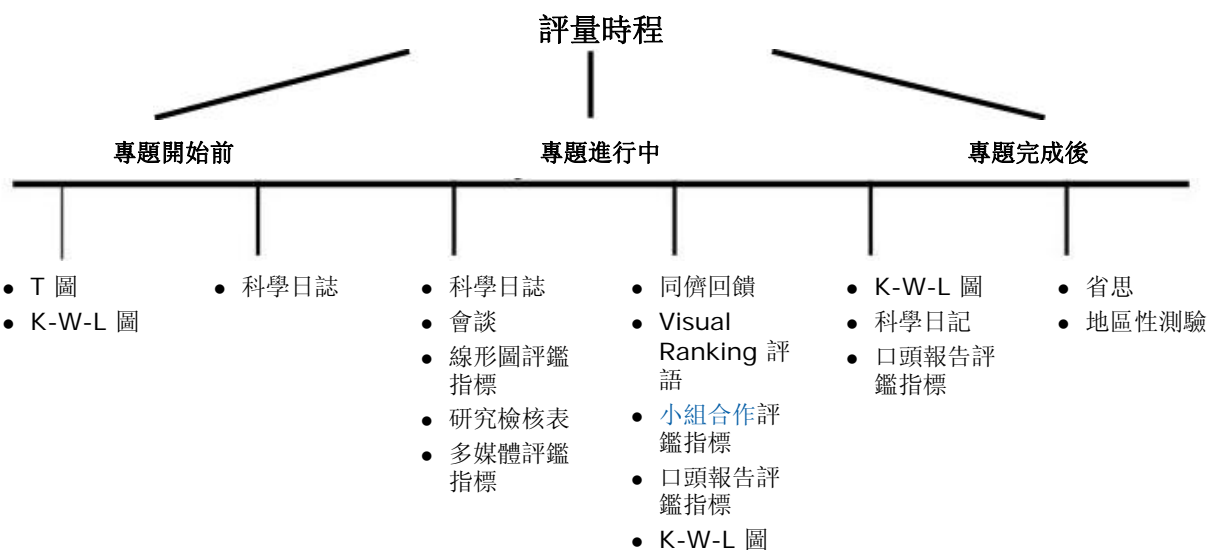 評量時程
專題開始前
專題進行中
專題完成後
● T 圖
● K-W-L 圖
● 科學日誌
● 科學日誌
● 會談
● 線形圖評鑑
指標
● 研究檢核表
● 多媒體評鑑
指標
● 同儕回饋
● Visual
Ranking 評
語
● 小組合作評
鑑指標
● 口頭報告評
鑑指標
● K-W-L 圖
● K-W-L 圖
● 科學日記
● 口頭報告評
鑑指標
● 省思
● 地區性測驗